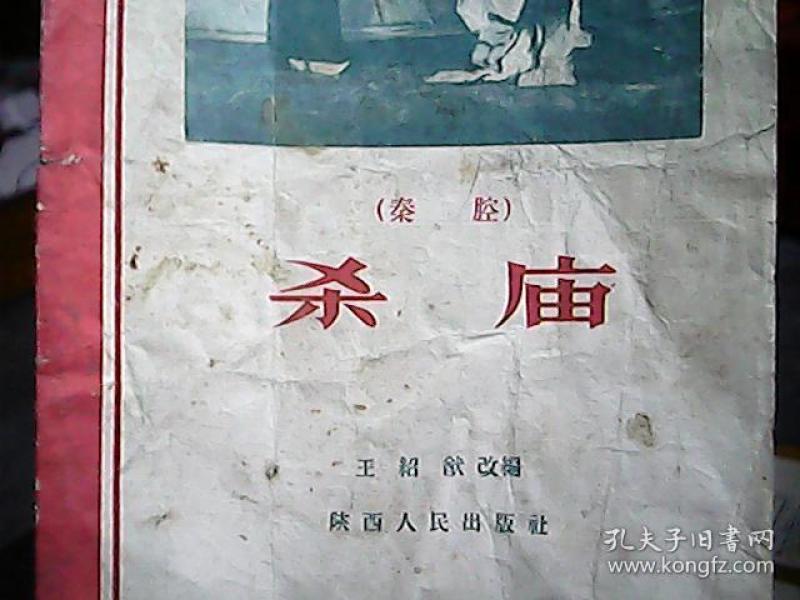 （秦 腔）
杀 庙
王 紹 猷 改編
陕西人民出版社
孔夫子旧書网
www.kongfz.com